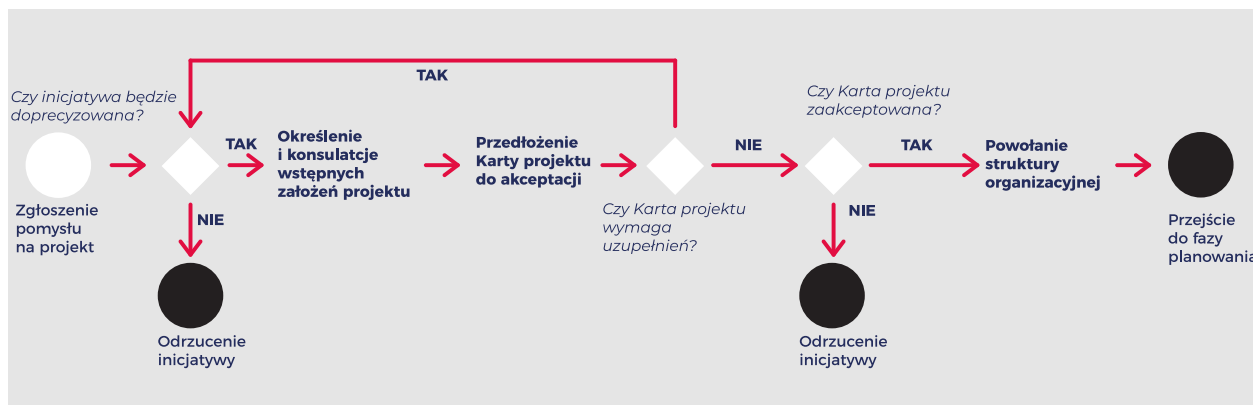 TAK
Czy inicjatywa będzie
doprecyzowana?
Czy Karta projektu
zaakceptowana?
TAK
Określenie
i konsulatcje
wstępnych
założeń projektu
Przedłożenie
Karty projektu
do akceptacji
NIE
TAK
Powołanie
struktury
organizacyjnej
Zgłoszenie
pomysłu
na projekt
NIE
Czy Karta projektu
wymaga
uzupełnień?
NIE
Przejście
do fazy
planowania
Odrzucenie
inicjatywy
Odrzucenie
inicjatywy